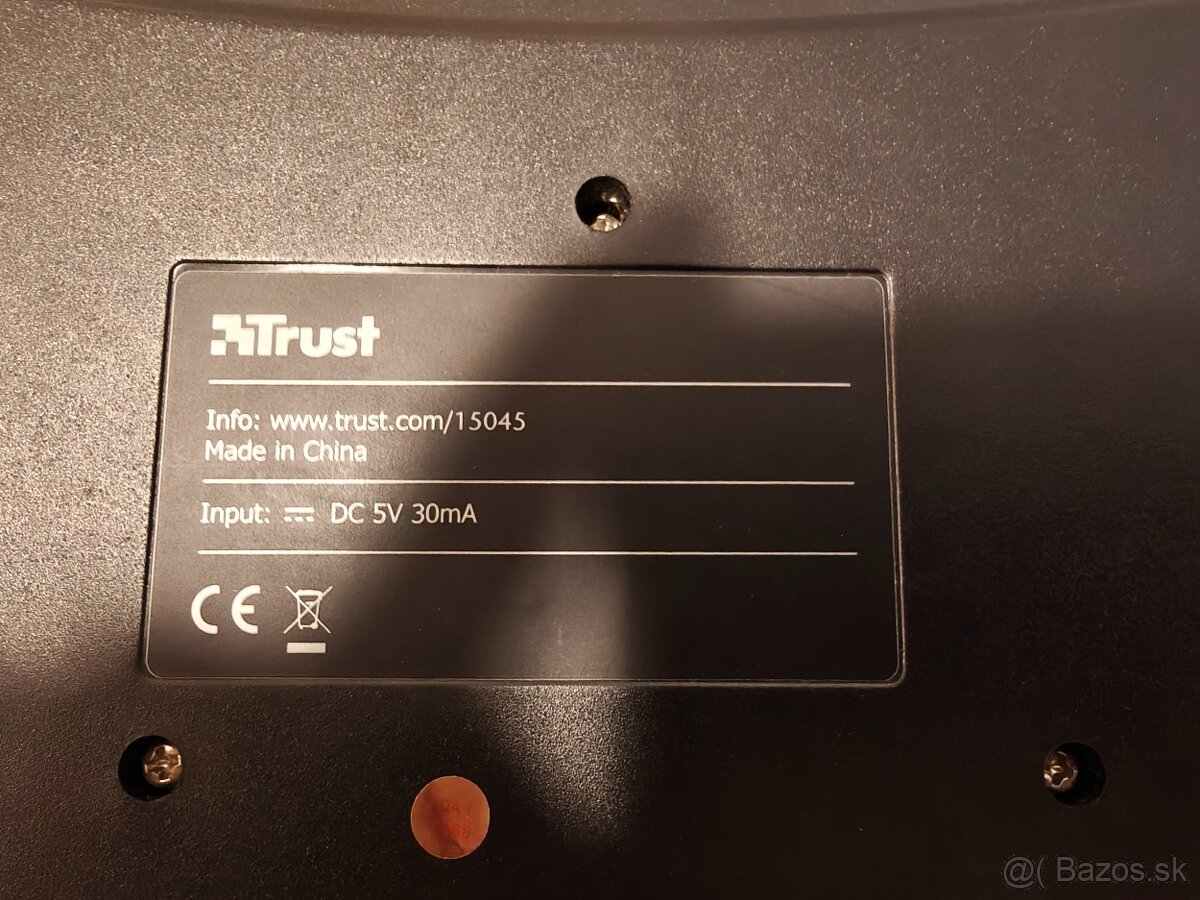 Trust
Info: www.trust.com/15045
Made in China
Input: DC 5V 30mA
CE
@( Bazos.sk